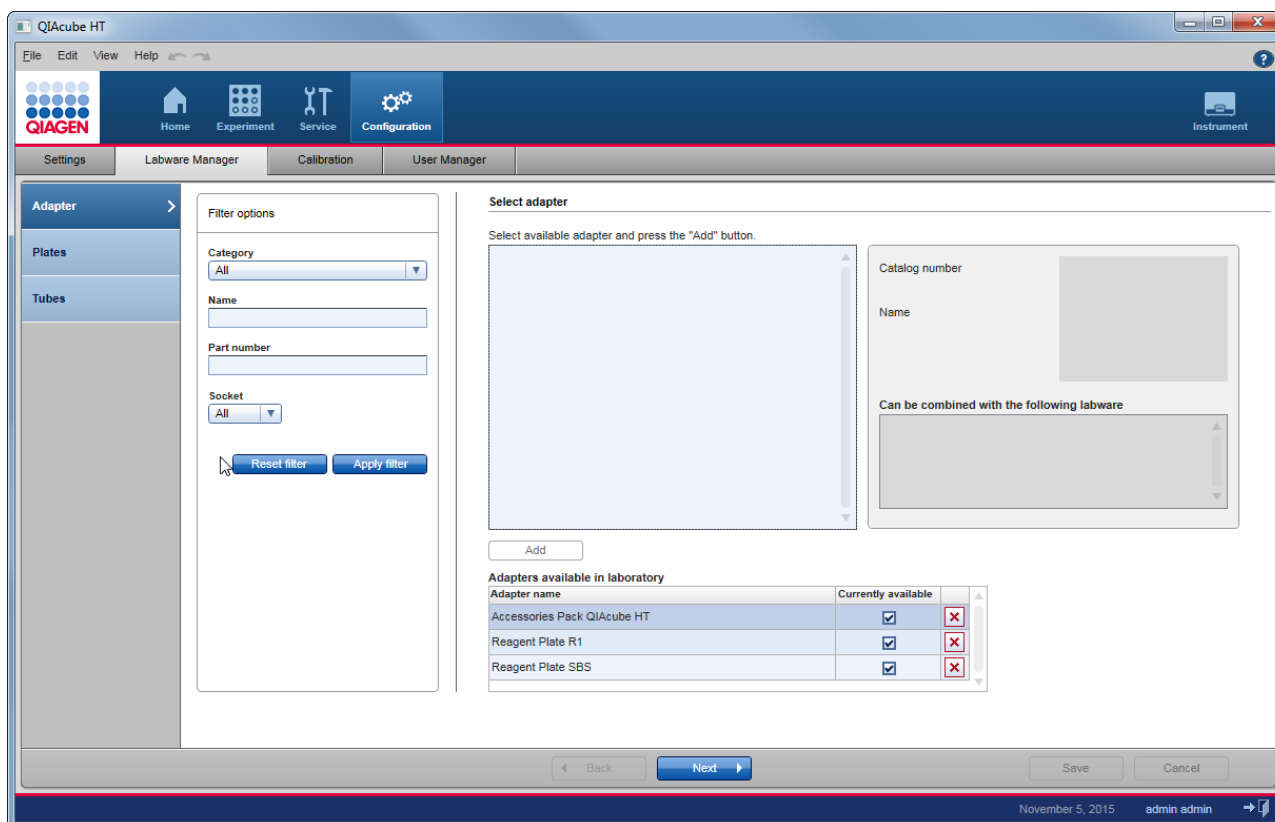 QIAcube HT
File Edit View Help
?
QIAGEN
Home Experiment Service Configuration Instrument
Settings Labware Manager Calibration User Manager
Adapter
Plates
Tubes
Filter options
Category
All
Name
Part number
Socket
All
Reset filter Apply filter
Select adapter
Select available adapter and press the "Add" button.
Catalog number
Name
Can be combined with the following labware
Add
Adapters available in laboratory
Adapter name Currently available
Accessories Pack QIAcube HT
Reagent Plate R1
Reagent Plate SBS
Back Next Save Cancel
November 5, 2015 admin admin